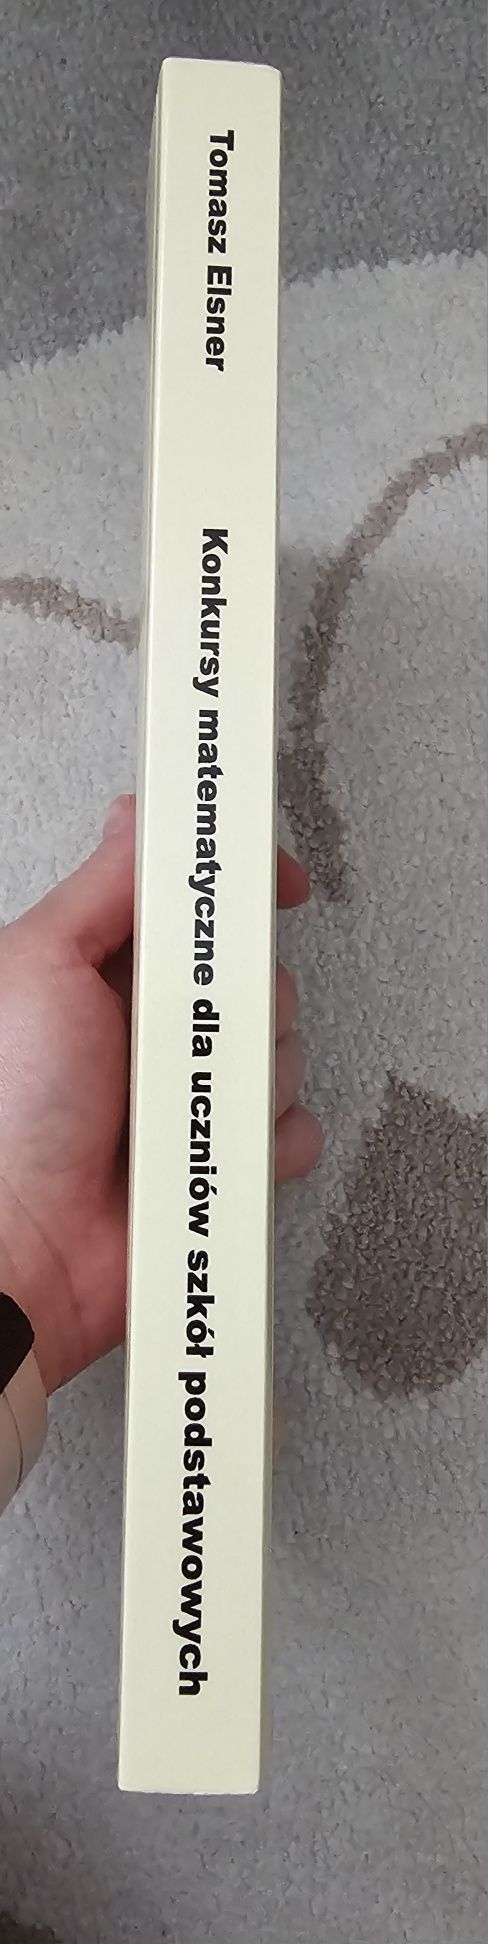 Tomasz Elsner
Konkursy matematyczne dla uczniów szkół podstawowych